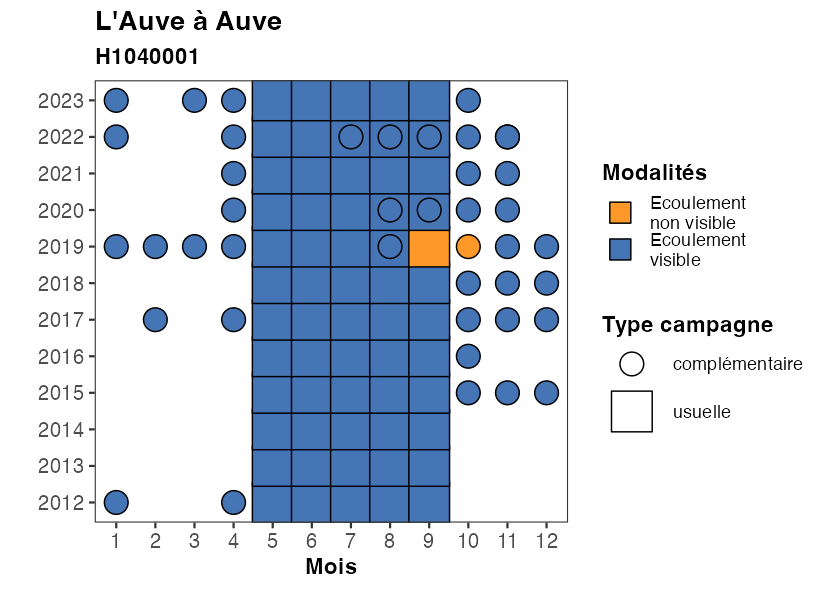 L'Auve à Auve
H1040001
2023
2022
2021
2020
2019
2018
2017
2016
2015
2014
2013
2012
1 2 3 4 5 6 7 8 9 10 11 12
Mois
Modalités
Ecoulement
non visible
Ecoulement
visible
Type campagne
complémentaire
usuelle